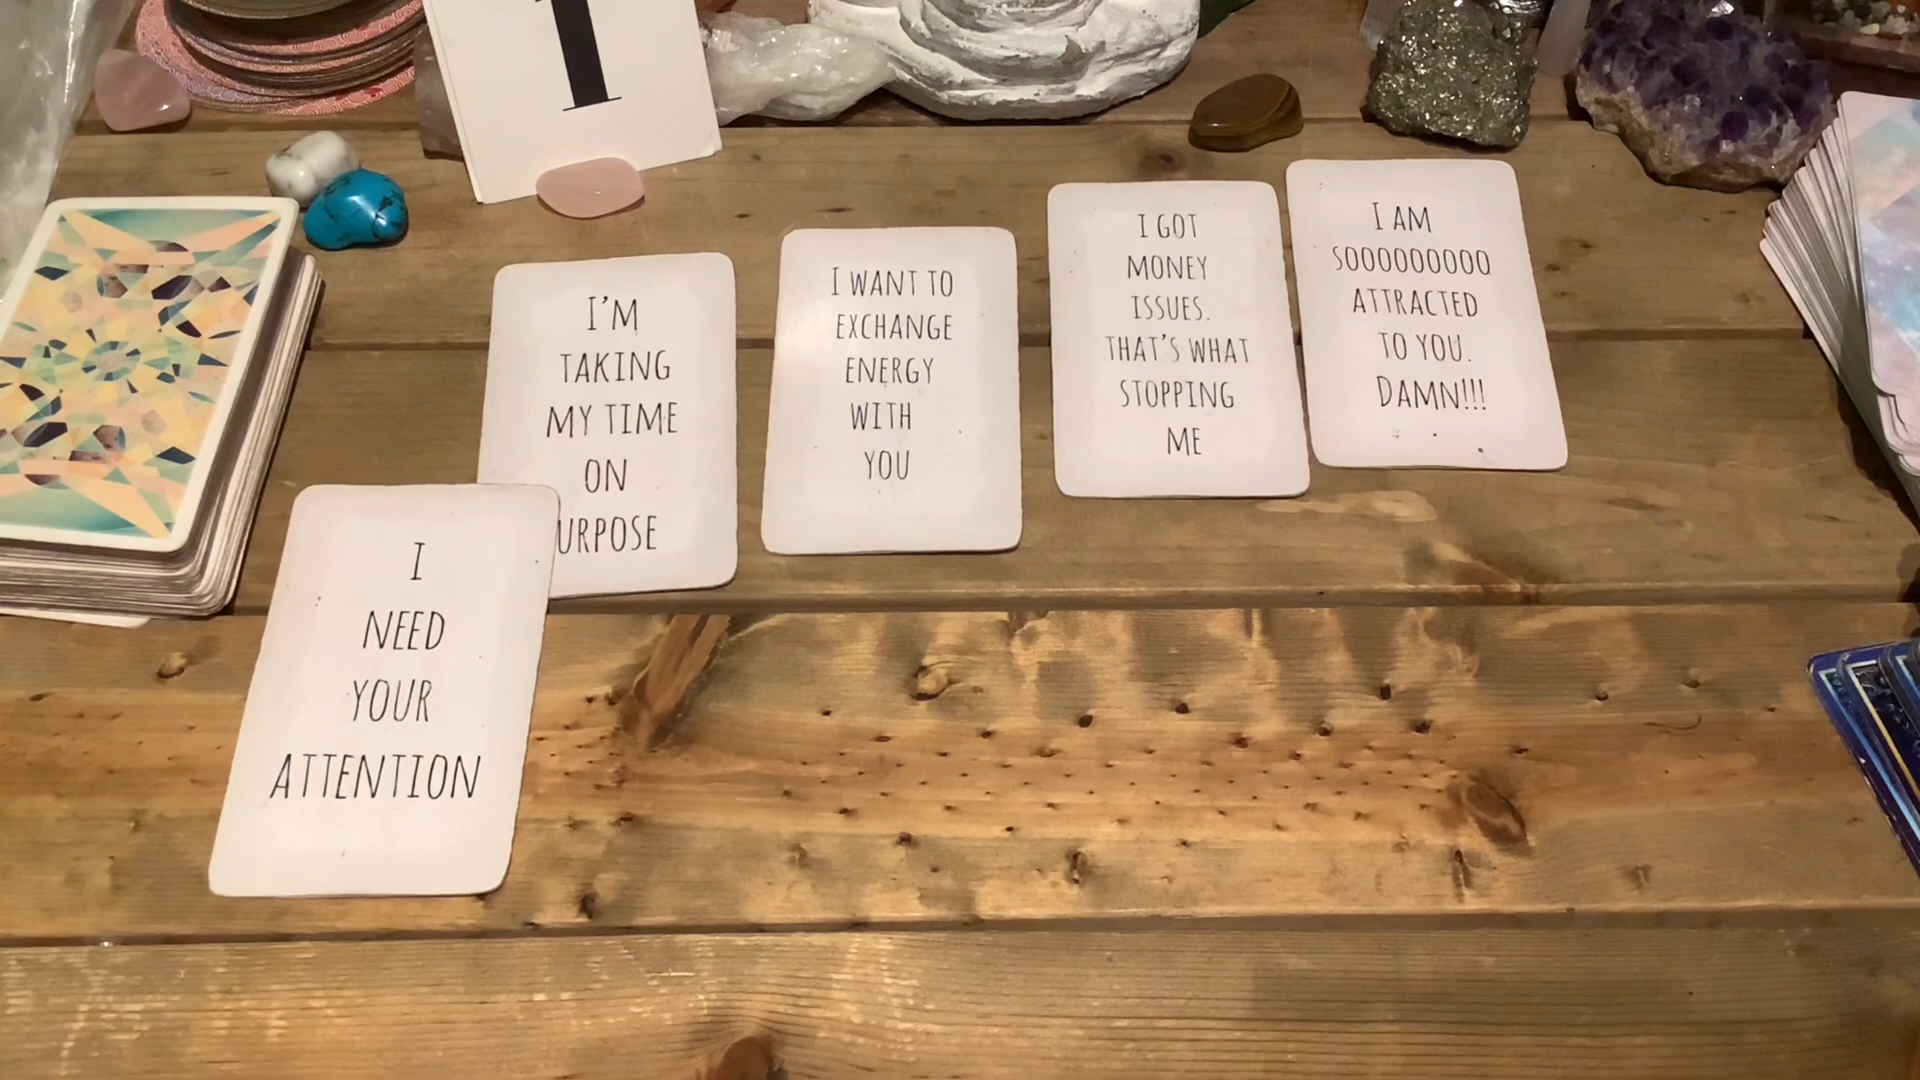 1
I'M
TAKING
MY TIME
ON
URPOSE
I WANT TO
EXCHANGE
ENERGY
WITH
YOU
I GOT
MONEY
ISSUES.
THAT'S WHAT
STOPPING
ME
I AM
SOOOOOOOOO
ATTRACTED
TO YOU.
DAMN!!!
I
NEED
YOUR
ATTENTION